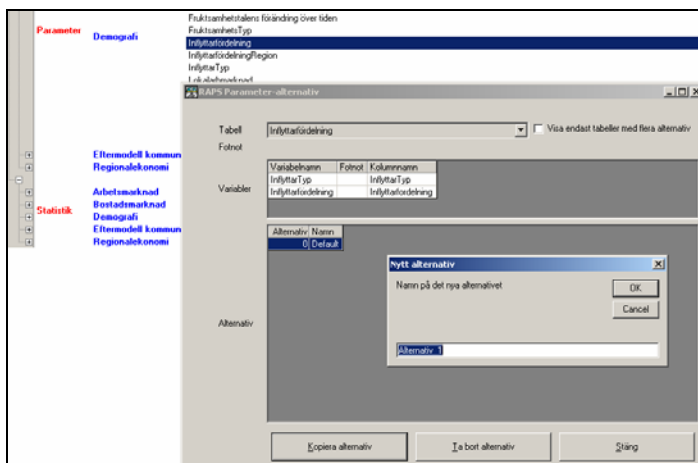 Fruktsamhetstalens förändring över tiden
Parameter
Demografi
FruktsamhetsTyp
Inflyttarfördelning
InflyttarfördelningRegion
InflyttarTyp
Lokalarbmarknad
RAPS Parameter-alternativ
Tabell
Inflyttarfördelning
Visa endast tabeller med flera alternativ
Fotnot
Variabler
Variabelnamn Fotnot Kolumnnamn
InflyttarTyp InflyttarTyp
Inflyttarfördelning Inflyttarfordelning
Eftermodell kommun
Regionalekonomi
Statistik
Arbetsmarknad
Bostadsmarknad
Demografi
Eftermodell kommun
Regionalekonomi
Alternativ Namn
0 Default
Alternativ
Nytt alternativ
Namn på det nya alternativet
OK
Cancel
Alternativ 1
Kopiera alternativ
Ta bort alternativ
Stäng